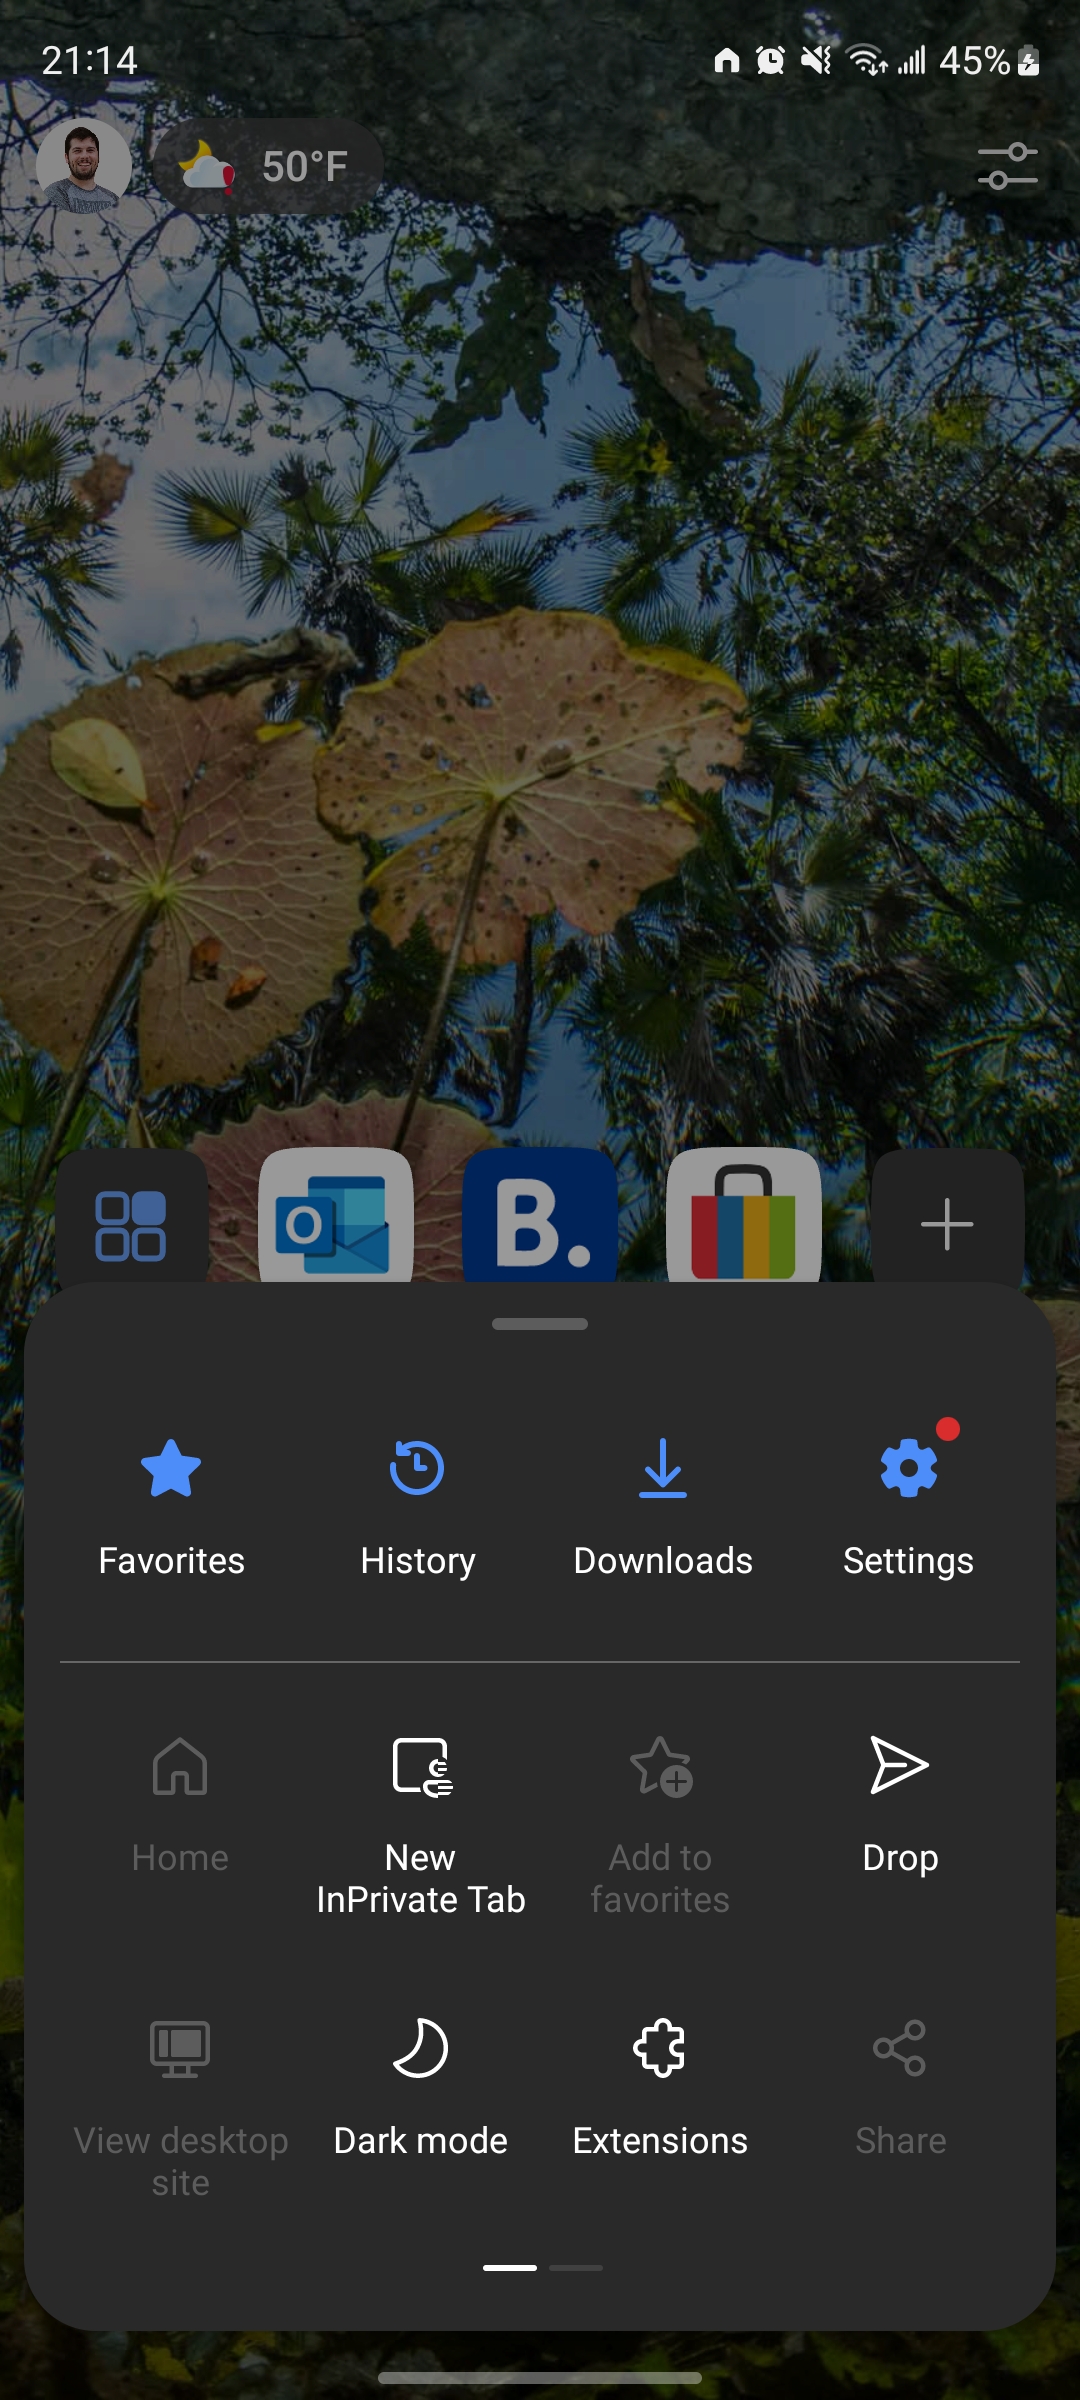 21:14
45%
50°F
O
B.
Favorites
History
Downloads
Settings
Home
New
InPrivate Tab
Add to
favorites
Drop
View desktop
site
Dark mode
Extensions
Share